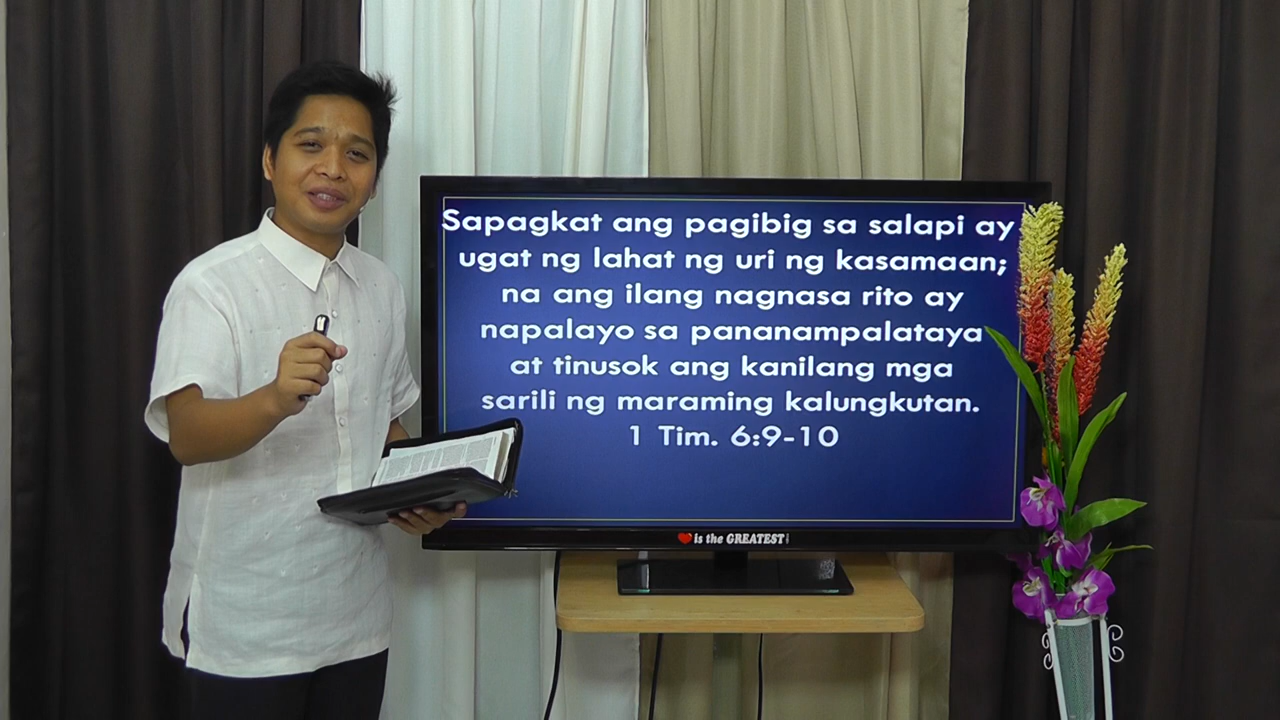 Sapagkat ang pagibig sa salapi ay
ugat ng lahat ng uri ng kasamaan;
na ang ilang nagnasa rito ay
napalayo sa pananampalataya
at tinusok ang kanilang mga
sarili ng maraming kalungkutan.
1 Tim. 6:9-10
is the GREATEST!